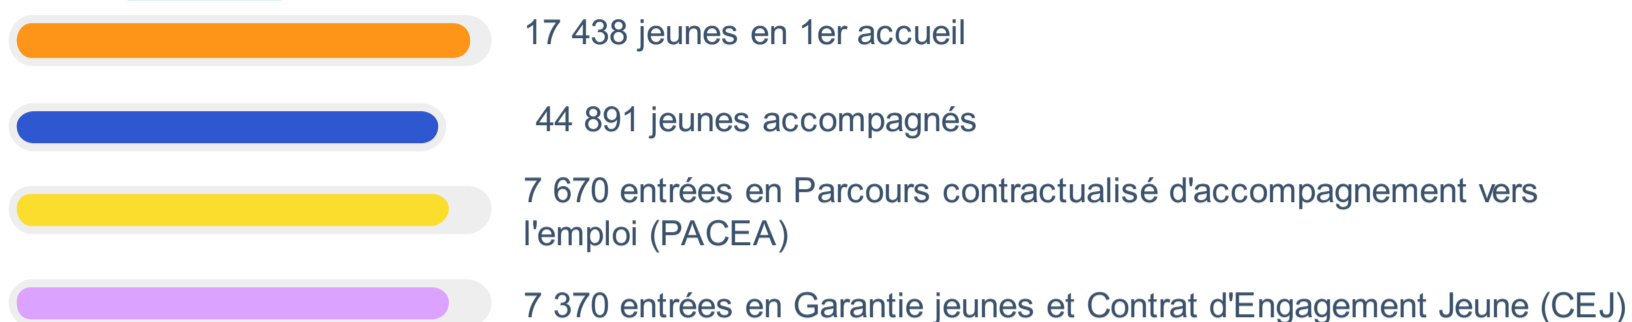 17 438 jeunes en 1er accueil
44 891 jeunes accompagnés
7 670 entrées en Parcours contractualisé d'accompagnement vers
l'emploi (PACEA)
7 370 entrées en Garantie jeunes et Contrat d'Engagement Jeune (CEJ)